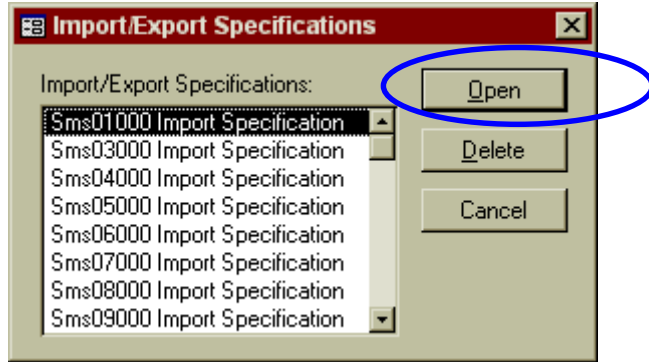 Import/Export Specifications
Import/Export Specifications:
Open
Sms01000 Import Specification
Sms03000 Import Specification
Delete
Sms04000 Import Specification
Sms05000 Import Specification
Cancel
Sms06000 Import Specification
Sms07000 Import Specification
Sms08000 Import Specification
Sms09000 Import Specification